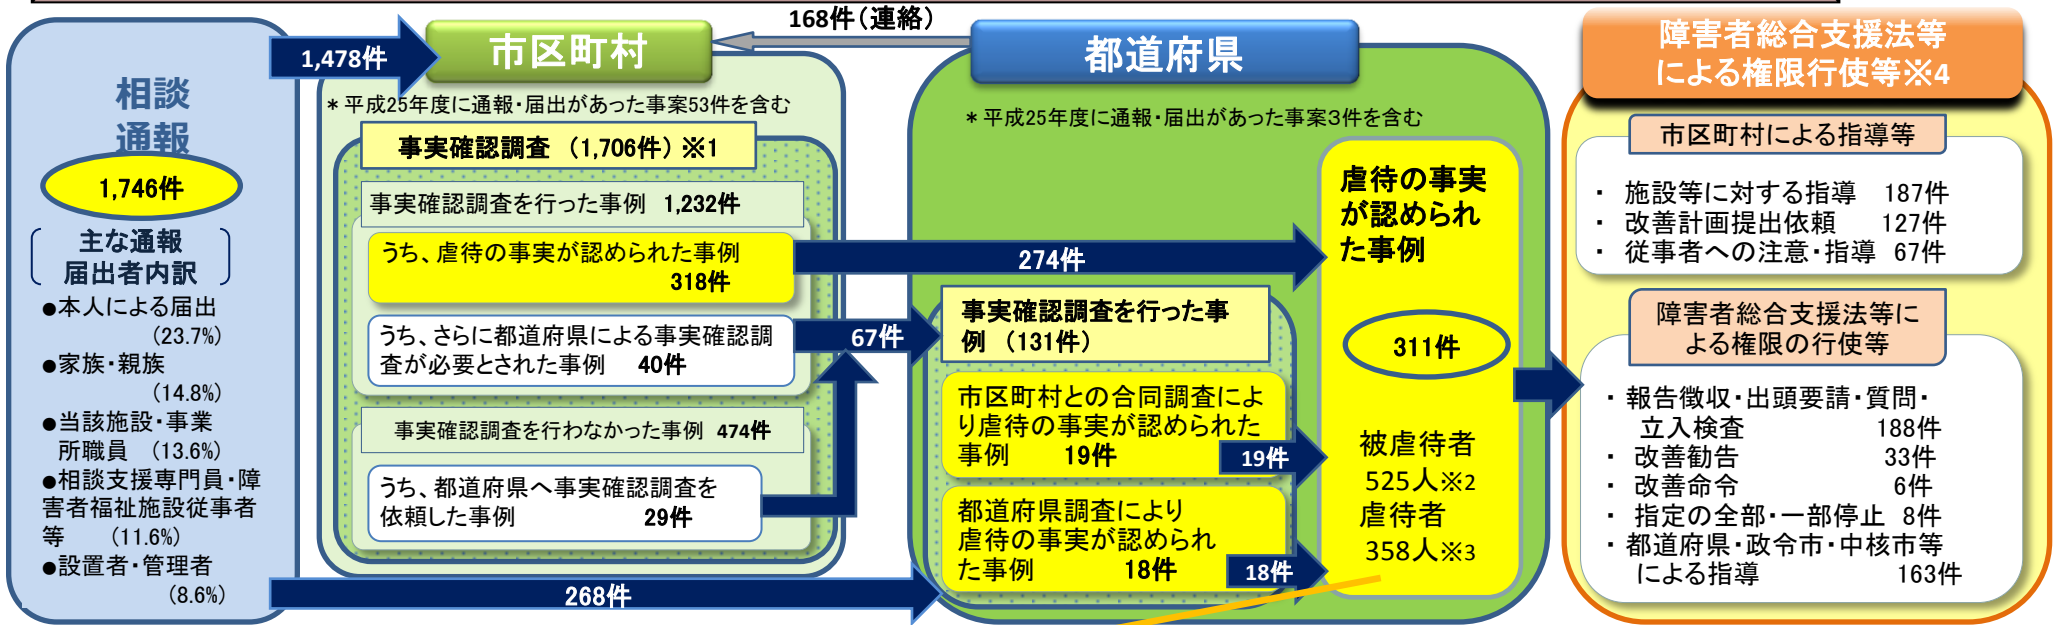 相談
通報
1,746件
主な通報
届出者内訳
●本人による届出
(23.7%)
●家族・親族
(14.8%)
●当該施設・事業
所職員 (13.6%)
●相談支援専門員・障
害者福祉施設従事者
等 (11.6%)
●設置者・管理者
(8.6%)
1,478件
268件
168件(連絡)
市区町村
*平成25年度に通報・届出があった事案53件を含む
事実確認調査 (1,706件) ※1
事実確認調査を行った事例 1,232件
うち、虐待の事実が認められた事例
318件
うち、さらに都道府県による事実確認調
査が必要とされた事例 40件
事実確認調査を行わなかった事例 474件
うち、都道府県へ事実確認調査を
依頼した事例 29件
274件
67件
都道府県
*平成25年度に通報・届出があった事案3件を含む
事実確認調査を行った事
例 (131件)
市区町村との合同調査によ
り虐待の事実が認められた
事例 19件
19件
都道府県調査により
虐待の事実が認められ
た事例 18件
18件
虐待の事実
が認められ
た事例
311件
被虐待者
525人※2
虐待者
358人※3
障害者総合支援法等
による権限行使等※4
市区町村による指導等
・ 施設等に対する指導 187件
・ 改善計画提出依頼 127件
・ 従事者への注意・指導 67件
障害者総合支援法等に
よる権限の行使等
・報告徴収・出頭要請・質問・
立入検査 188件
・ 改善勧告 33件
・ 改善命令 6件
・ 指定の全部・一部停止 8件
・都道府県・政令市・中核市等
による指導 163件